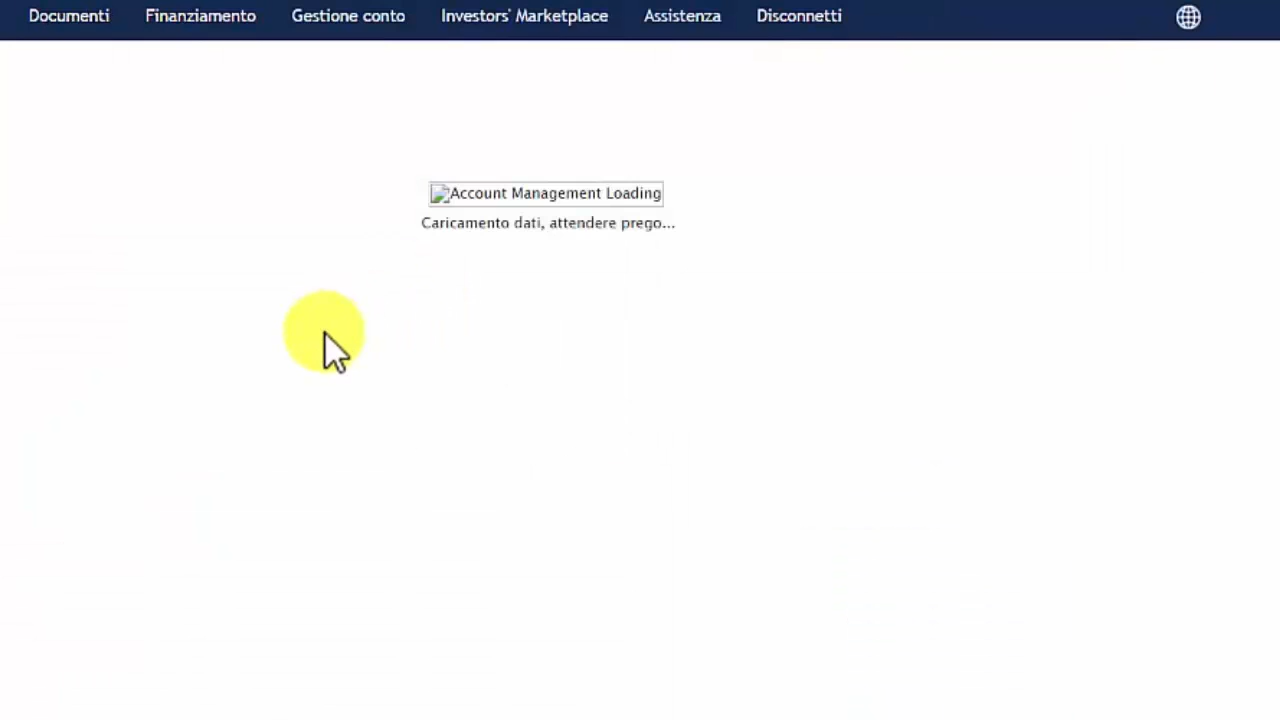 Documenti Finanziamento Gestione conto Investors' Marketplace Assistenza Disconnetti
Account Management Loading
Caricamento dati, attendere prego...